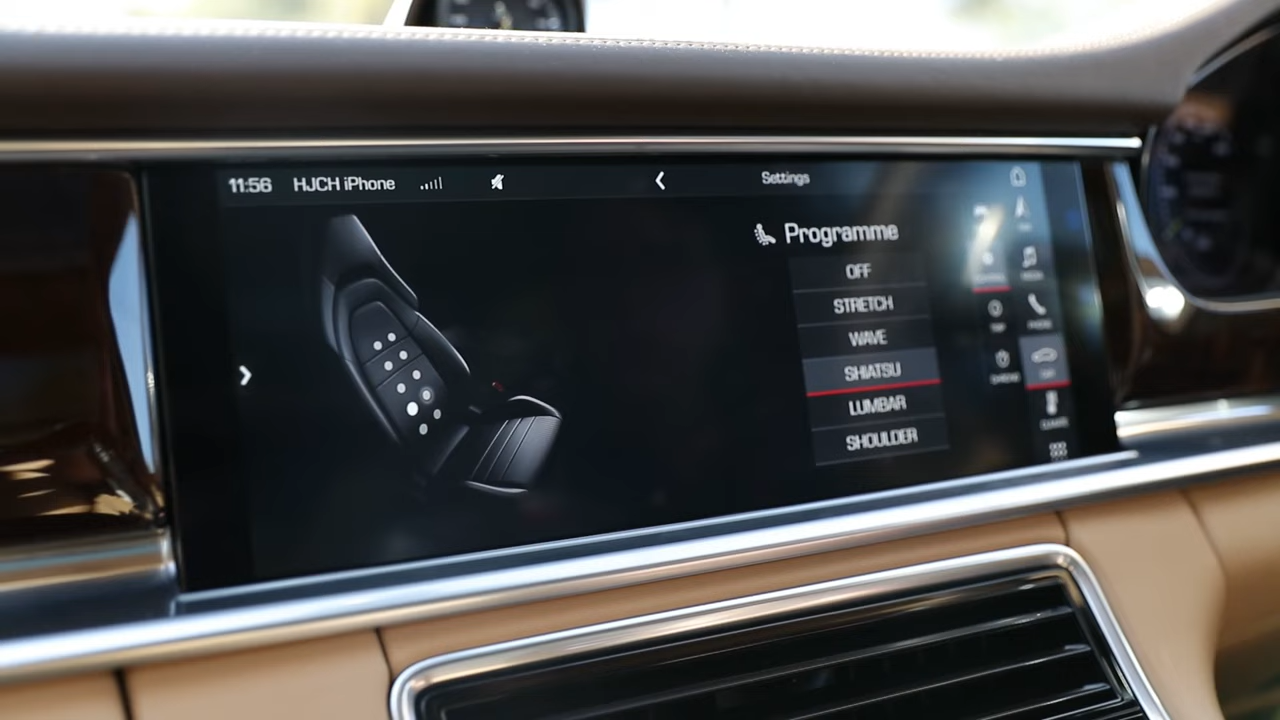 11:56 HJCH iPhone
Settings
Programme
OFF
STRETCH
WAVE
SHIATSU
LUMBAR
SHOULDER